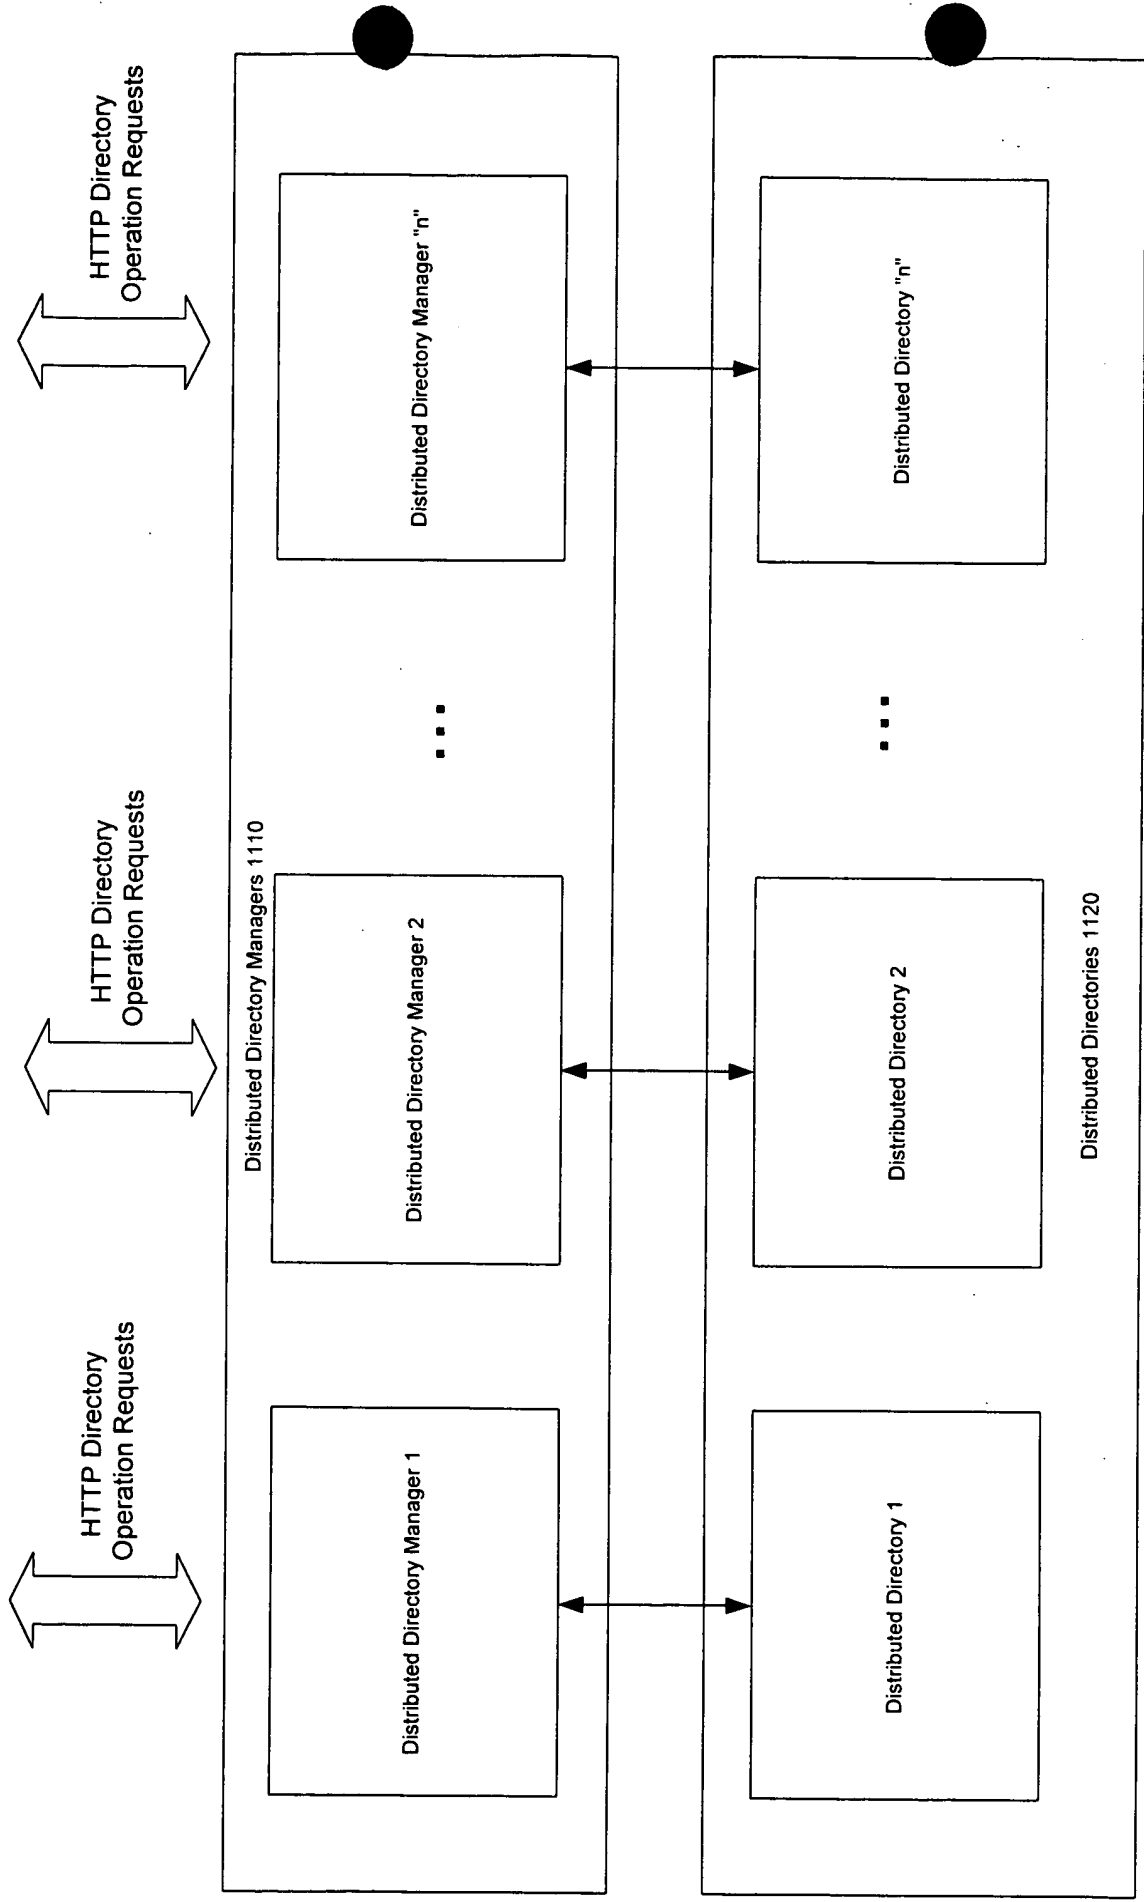 HTTP Directory
Operation Requests
HTTP Directory
Operation Requests
HTTP Directory
Operation Requests
Distributed Directory Managers 1110
Distributed Directory Manager 1
Distributed Directory Manager 2
...
Distributed Directory Manager "n"
Distributed Directory 1
Distributed Directory 2
...
Distributed Directory "n"
Distributed Directories 1120